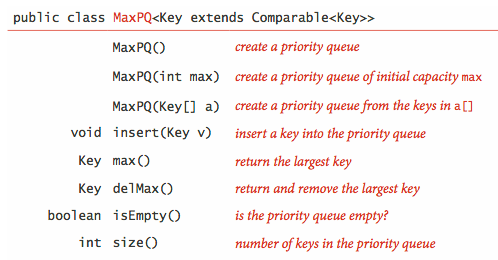 public class MaxPQ<Key extends Comparable<Key>>
MaxPQ() create a priority queue
MaxPQ(int max) create a priority queue of initial capacity max
MaxPQ(Key[] a) create a priority queue from the keys in a[]
void insert(Key v) insert a key into the priority queue
Key max() return the largest key
Key delMax() return and remove the largest key
boolean isEmpty() is the priority queue empty?
int size() number of keys in the priority queue